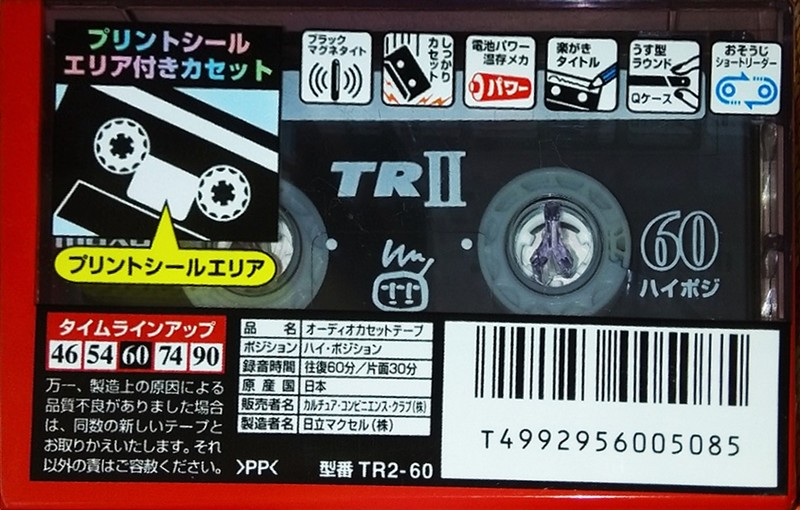 プリントシール
エリア付きカセット
ブラック
マグネタイト
しっかり
カセット
電池パワー
温存メカ
パワー
楽がき
タイトル
うす型
ラウンド
Qケース
おそうじ
ショートリーダー
TRII
maxell
プリントシールエリア
60
ハイポジ
タイムラインアップ
46 54 60 74 90
万一、製造上の原因による
品質不良がありました場合
は、同数の新しいテープと
お取りかえいたします。それ
以外の責はご容赦ください。
品名 オーディオカセットテープ
ポジション ハイ・ポジション
録音時間 往復60分/片面30分
原産国 日本
販売者名 カルチュア・コンビニエンス・クラブ(株)
製造者名 日立マクセル(株)
>PP<
型番 TR2-60
T4992956005085